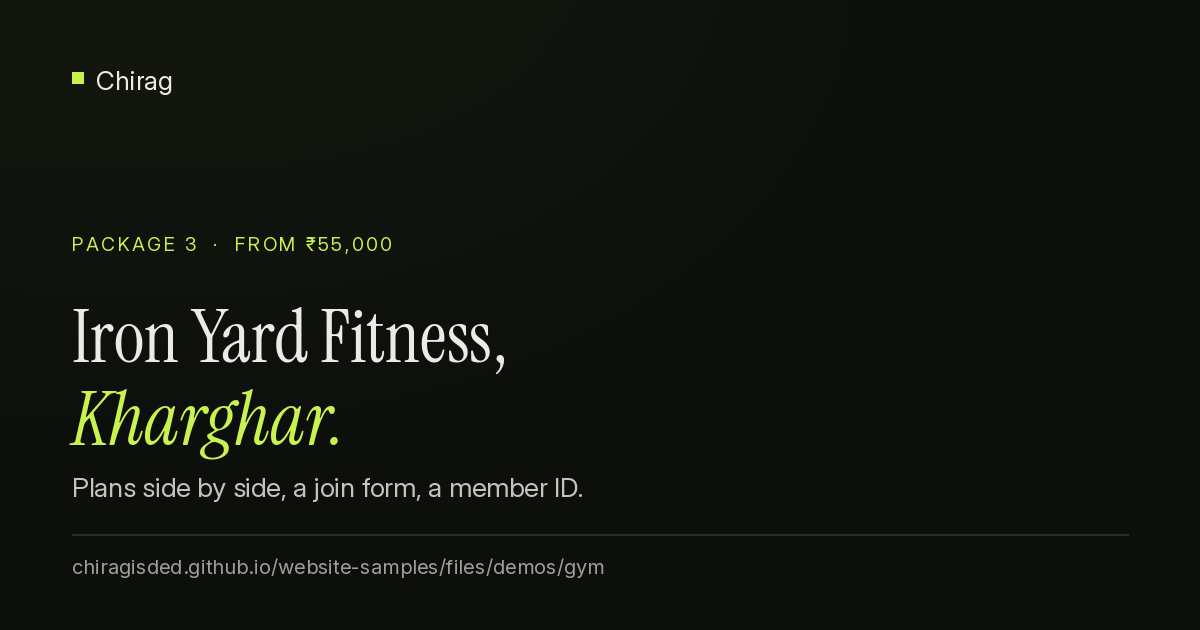 Chirag
PACKAGE 3 · FROM ₹55,000
Iron Yard Fitness,
Kharghar.
Plans side by side, a join form, a member ID.
chiragisded.github.io/website-samples/files/demos/gym